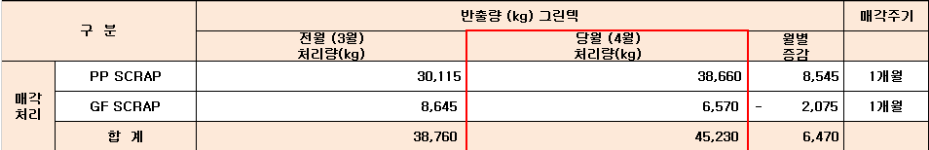 구 분 반출량 (kg) 그린텍 매각주기
전월 (3월) 처리량(kg) 당월 (4월) 처리량(kg) 월별 증감
매각 처리 PP SCRAP 30,115 38,660 8,545 1개월
GF SCRAP 8,645 6,570 - 2,075 1개월
합 계 38,760 45,230 6,470